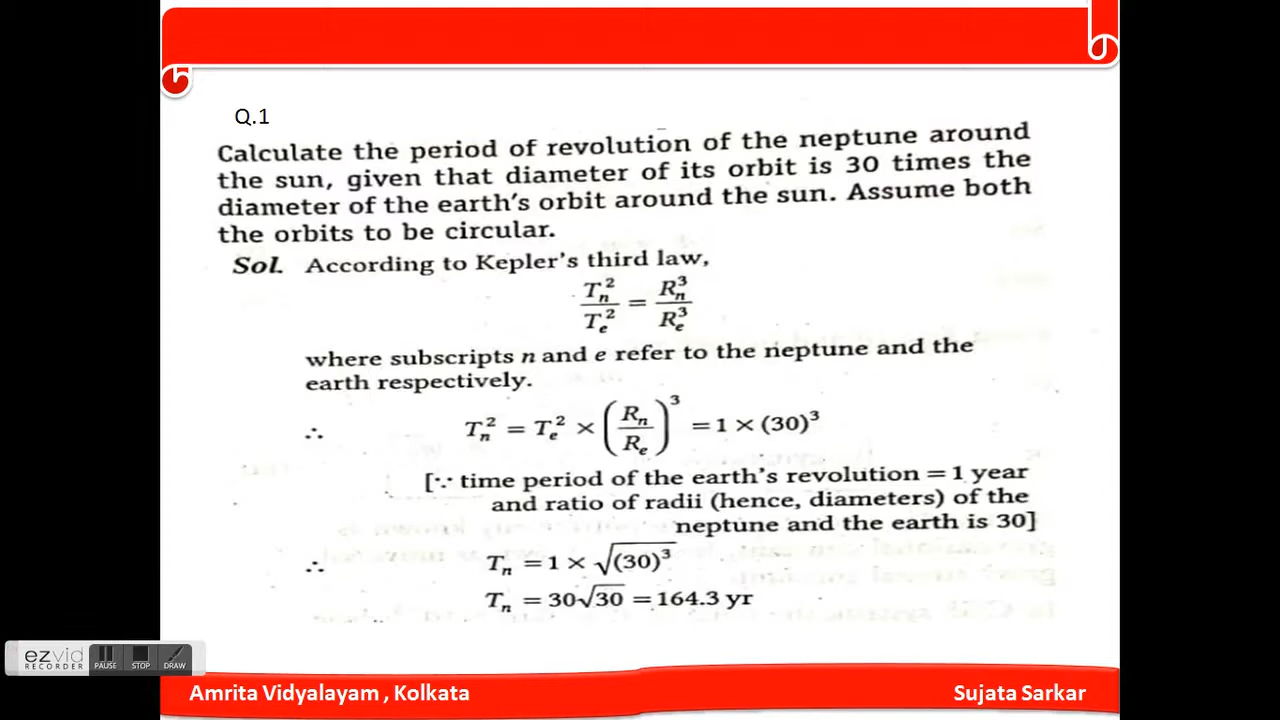 Q.1
Calculate the period of revolution of the neptune around
the sun, given that diameter of its orbit is 30 times the
diameter of the earth's orbit around the sun. Assume both
the orbits to be circular.
Sol. According to Kepler's third law,
Tₙ²/Tₑ² = Rₙ³/Rₑ³
where subscripts n and e refer to the neptune and the
earth respectively.
∴ Tₙ² = Tₑ² × (Rₙ/Rₑ)³ = 1 × (30)³
[∵ time period of the earth's revolution = 1 year
and ratio of radii (hence, diameters) of the
neptune and the earth is 30]
∴ Tₙ = 1 × √(30)³
Tₙ = 30√30 = 164.3 yr
ezvid
RECORDER
PAUSE STOP DRAW
Amrita Vidyalayam , Kolkata Sujata Sarkar